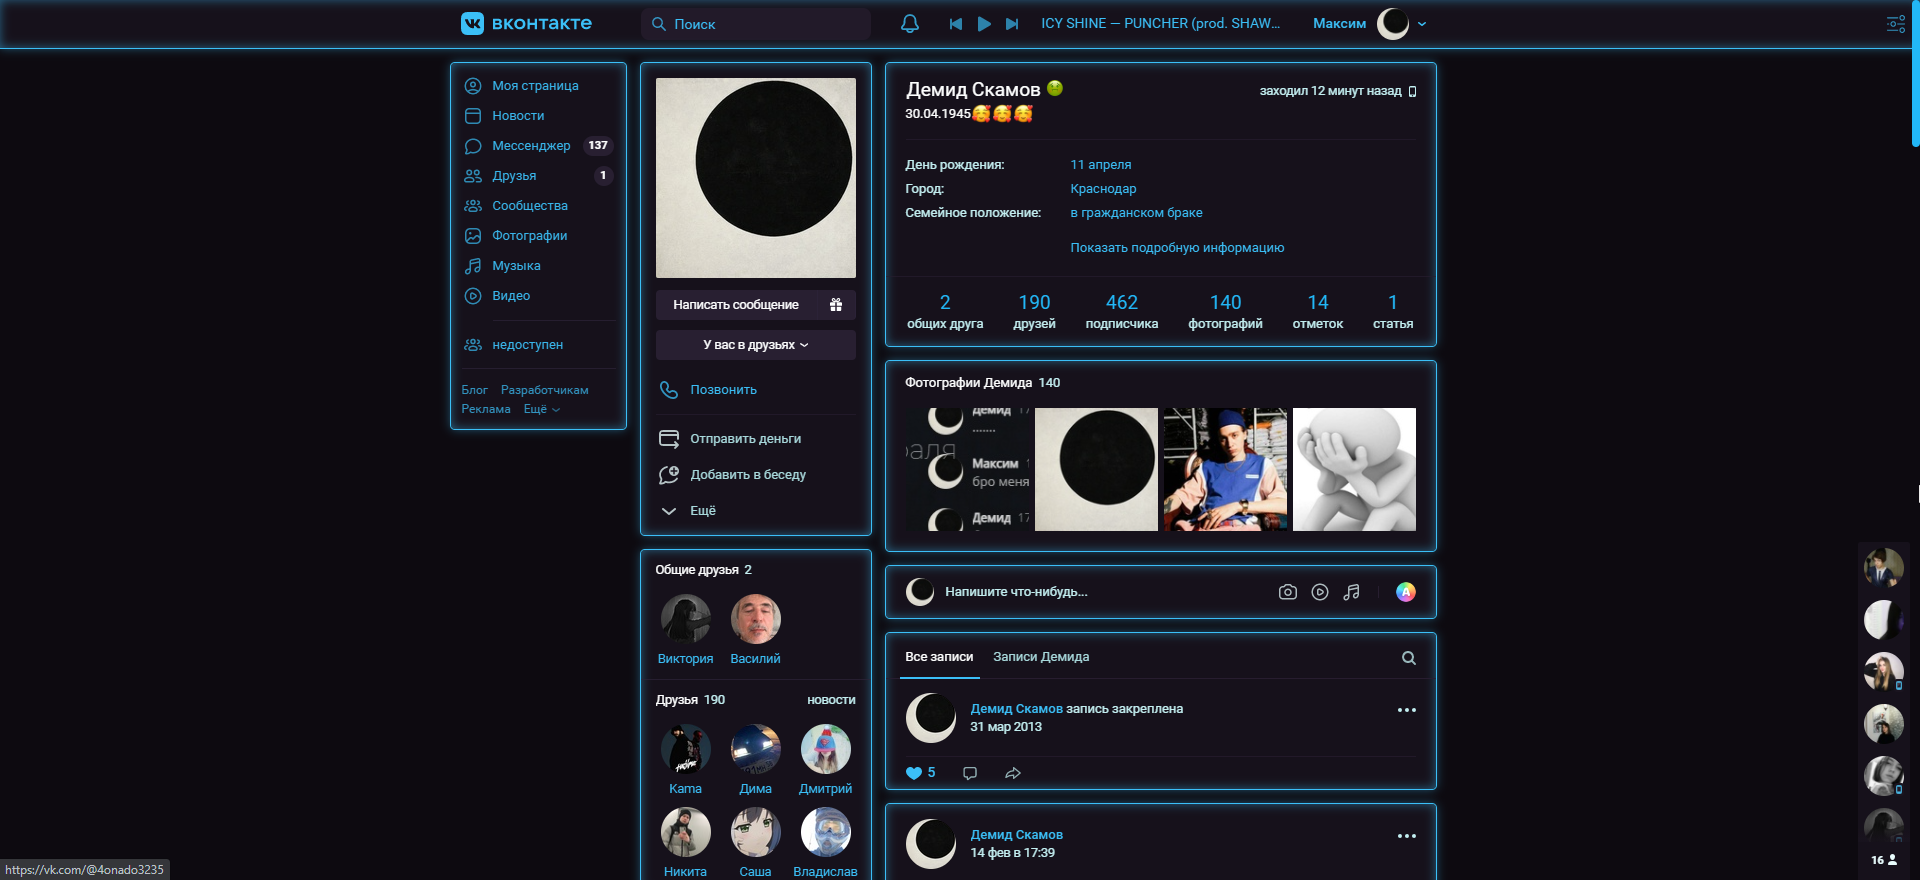 вконтакте
Поиск
ICY SHINE — PUNCHER (prod. SHAW...
Максим
Моя страница
Новости
Мессенджер 137
Друзья 1
Сообщества
Фотографии
Музыка
Видео
недоступен
Блог Разработчикам
Реклама Ещё
Написать сообщение
У вас в друзьях
Позвонить
Отправить деньги
Добавить в беседу
Ещё
Общие друзья 2
Виктория Василий
Друзья 190 новости
Kama Дима Дмитрий
Никита Саша Владислав
Демид Скамов
заходил 12 минут назад
30.04.1945🥰🥰🥰
День рождения: 11 апреля
Город: Краснодар
Семейное положение: в гражданском браке
Показать подробную информацию
2 190 462 140 14 1
общих друга друзей подписчика фотографий отметок статья
Фотографии Демида 140
Демид 17
.......
раля
Максим 1
бро меня
Демид 17
Напишите что-нибудь...
Все записи Записи Демида
Демид Скамов запись закреплена
31 мар 2013
5
Демид Скамов
14 фев в 17:39
16
https://vk.com/@4onado3235